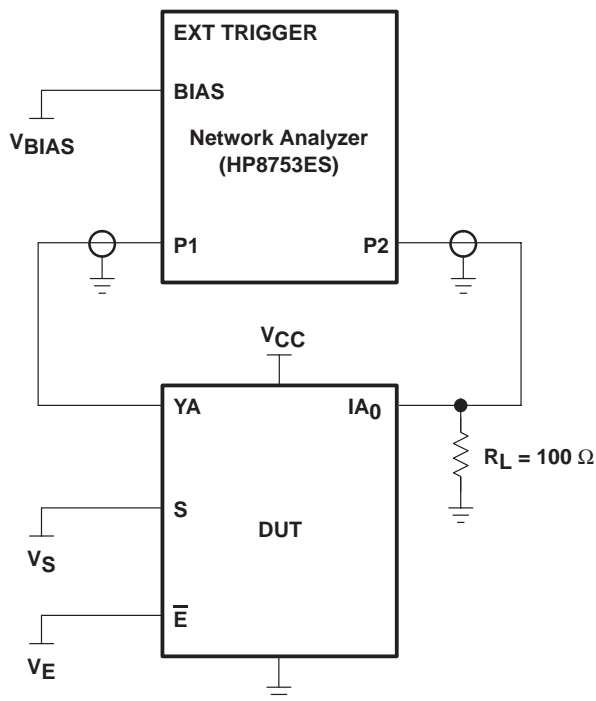 EXT TRIGGER
BIAS
VBIAS
Network Analyzer
(HP8753ES)
P1
P2
VCC
YA
IA0
RL = 100 Ω
S
DUT
VS
E̅
VE